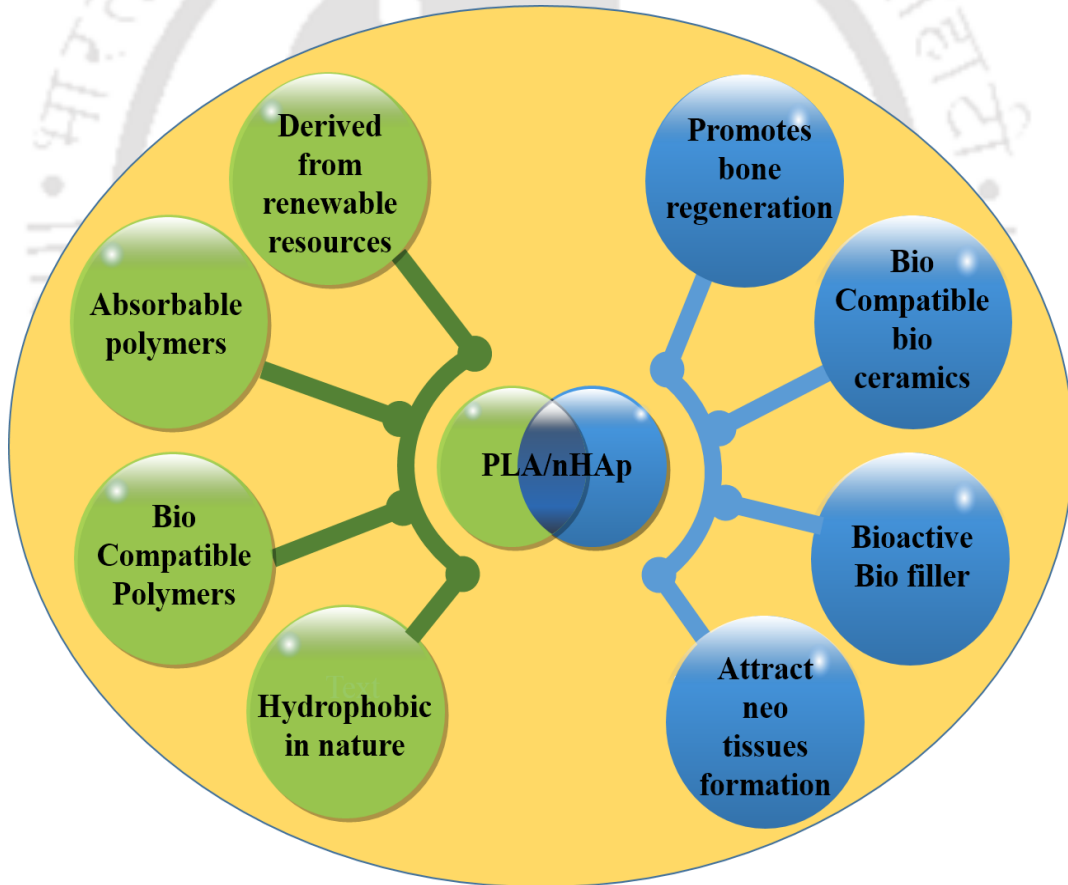 Derived
from
renewable
resources
Absorbable
polymers
Bio
Compatible
Polymers
Text
Hydrophobic
in nature
PLA/nHAp
Promotes
bone
regeneration
Bio
Compatible
bio
ceramics
Bioactive
Bio filler
Attract
neo
tissues
formation